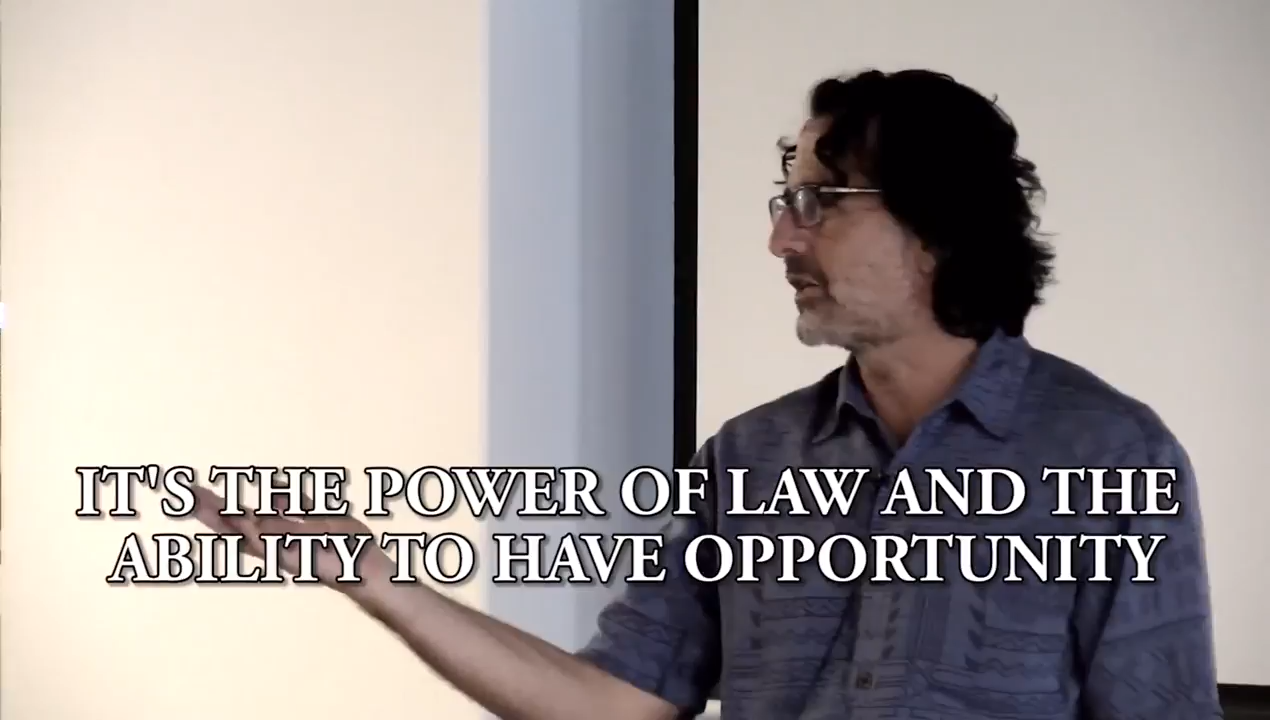 IT'S THE POWER OF LAW AND THE
ABILITY TO HAVE OPPORTUNITY